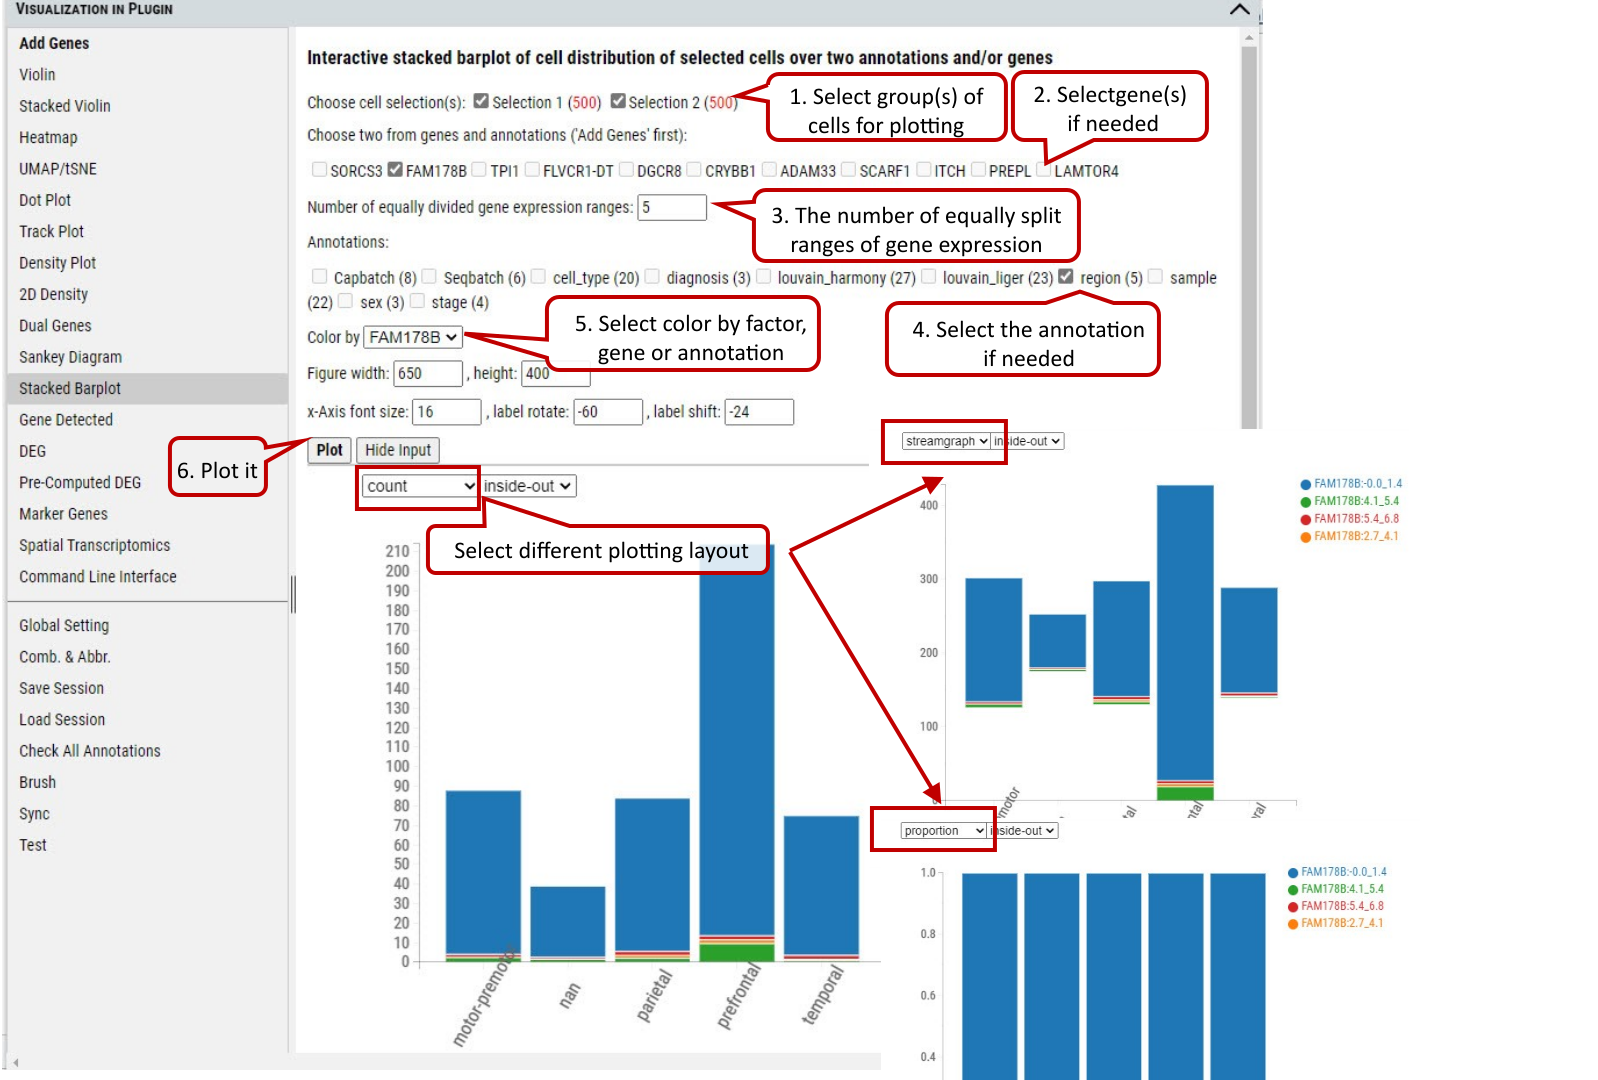 VISUALIZATION IN PLUGIN
Add Genes
Violin
Stacked Violin
Heatmap
UMAP/tSNE
Dot Plot
Track Plot
Density Plot
2D Density
Dual Genes
Sankey Diagram
Stacked Barplot
Gene Detected
DEG
Pre-Computed DEG
Marker Genes
Spatial Transcriptomics
Command Line Interface
Global Setting
Comb. & Abbr.
Save Session
Load Session
Check All Annotations
Brush
Sync
Test
Interactive stacked barplot of cell distribution of selected cells over two annotations and/or genes
Choose cell selection(s): Selection 1 (500) Selection 2 (500)
1. Select group(s) of
cells for plotting
2. Selectgene(s)
if needed
Choose two from genes and annotations ('Add Genes' first):
SORCS3 FAM178B TPI1 FLVCR1-DT DGCR8 CRYBB1 ADAM33 SCARF1 ITCH PREPL LAMTOR4
Number of equally divided gene expression ranges: 5
3. The number of equally split
ranges of gene expression
Annotations:
Capbatch (8) Seqbatch (6) cell_type (20) diagnosis (3) louvain_harmony (27) louvain_liger (23) region (5) sample
(22) sex (3) stage (4)
5. Select color by factor,
gene or annotation
4. Select the annotation
if needed
Color by FAM178B
Figure width: 650 , height: 400
x-Axis font size: 16 , label rotate: -60 , label shift: -24
6. Plot it
Plot Hide Input
count inside-out
Select different plotting layout
210
200
190
180
170
160
150
140
130
120
110
100
90
80
70
60
50
40
30
20
10
0
motor-premotor
nan
parietal
prefrontal
temporal
streamgraph inside-out
FAM178B:-0.0_1.4
FAM178B:4.1_5.4
FAM178B:5.4_6.8
FAM178B:2.7_4.1
400
300
200
100
motor
tal
ntal
oral
proportion inside-out
FAM178B:-0.0_1.4
FAM178B:4.1_5.4
FAM178B:5.4_6.8
FAM178B:2.7_4.1
1.0
0.8
0.6
0.4